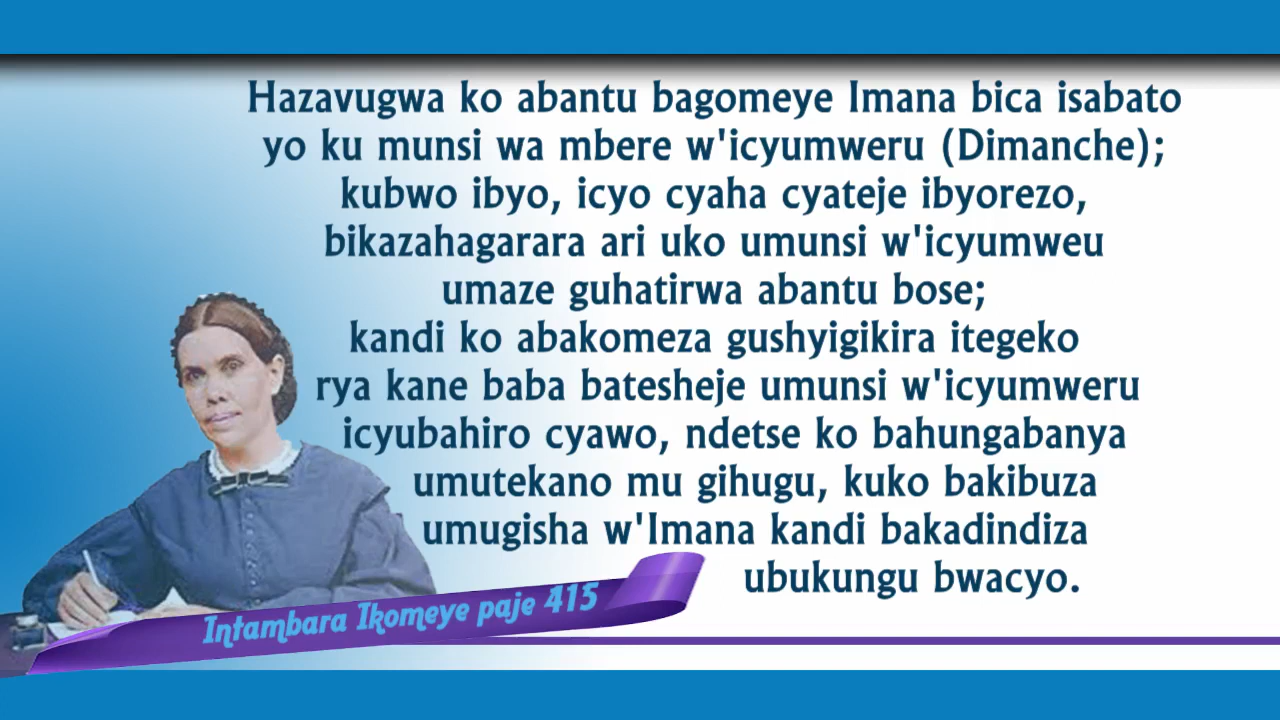 Hazavugwa ko abantu bagomeye Imana bica isabato
yo ku munsi wa mbere w'icyumweru (Dimanche);
kubwo ibyo, icyo cyaha cyateje ibyorezo,
bikazahagarara ari uko umunsi w'icyumweu
umaze guhatirwa abantu bose;
kandi ko abakomeza gushyigikira itegeko
rya kane baba batesheje umunsi w'icyumweru
icyubahiro cyawo, ndetse ko bahungabanya
umutekano mu gihugu, kuko bakibuza
umugisha w'Imana kandi bakadindiza
ubukungu bwacyo.
Intambara Ikomeye paje 415